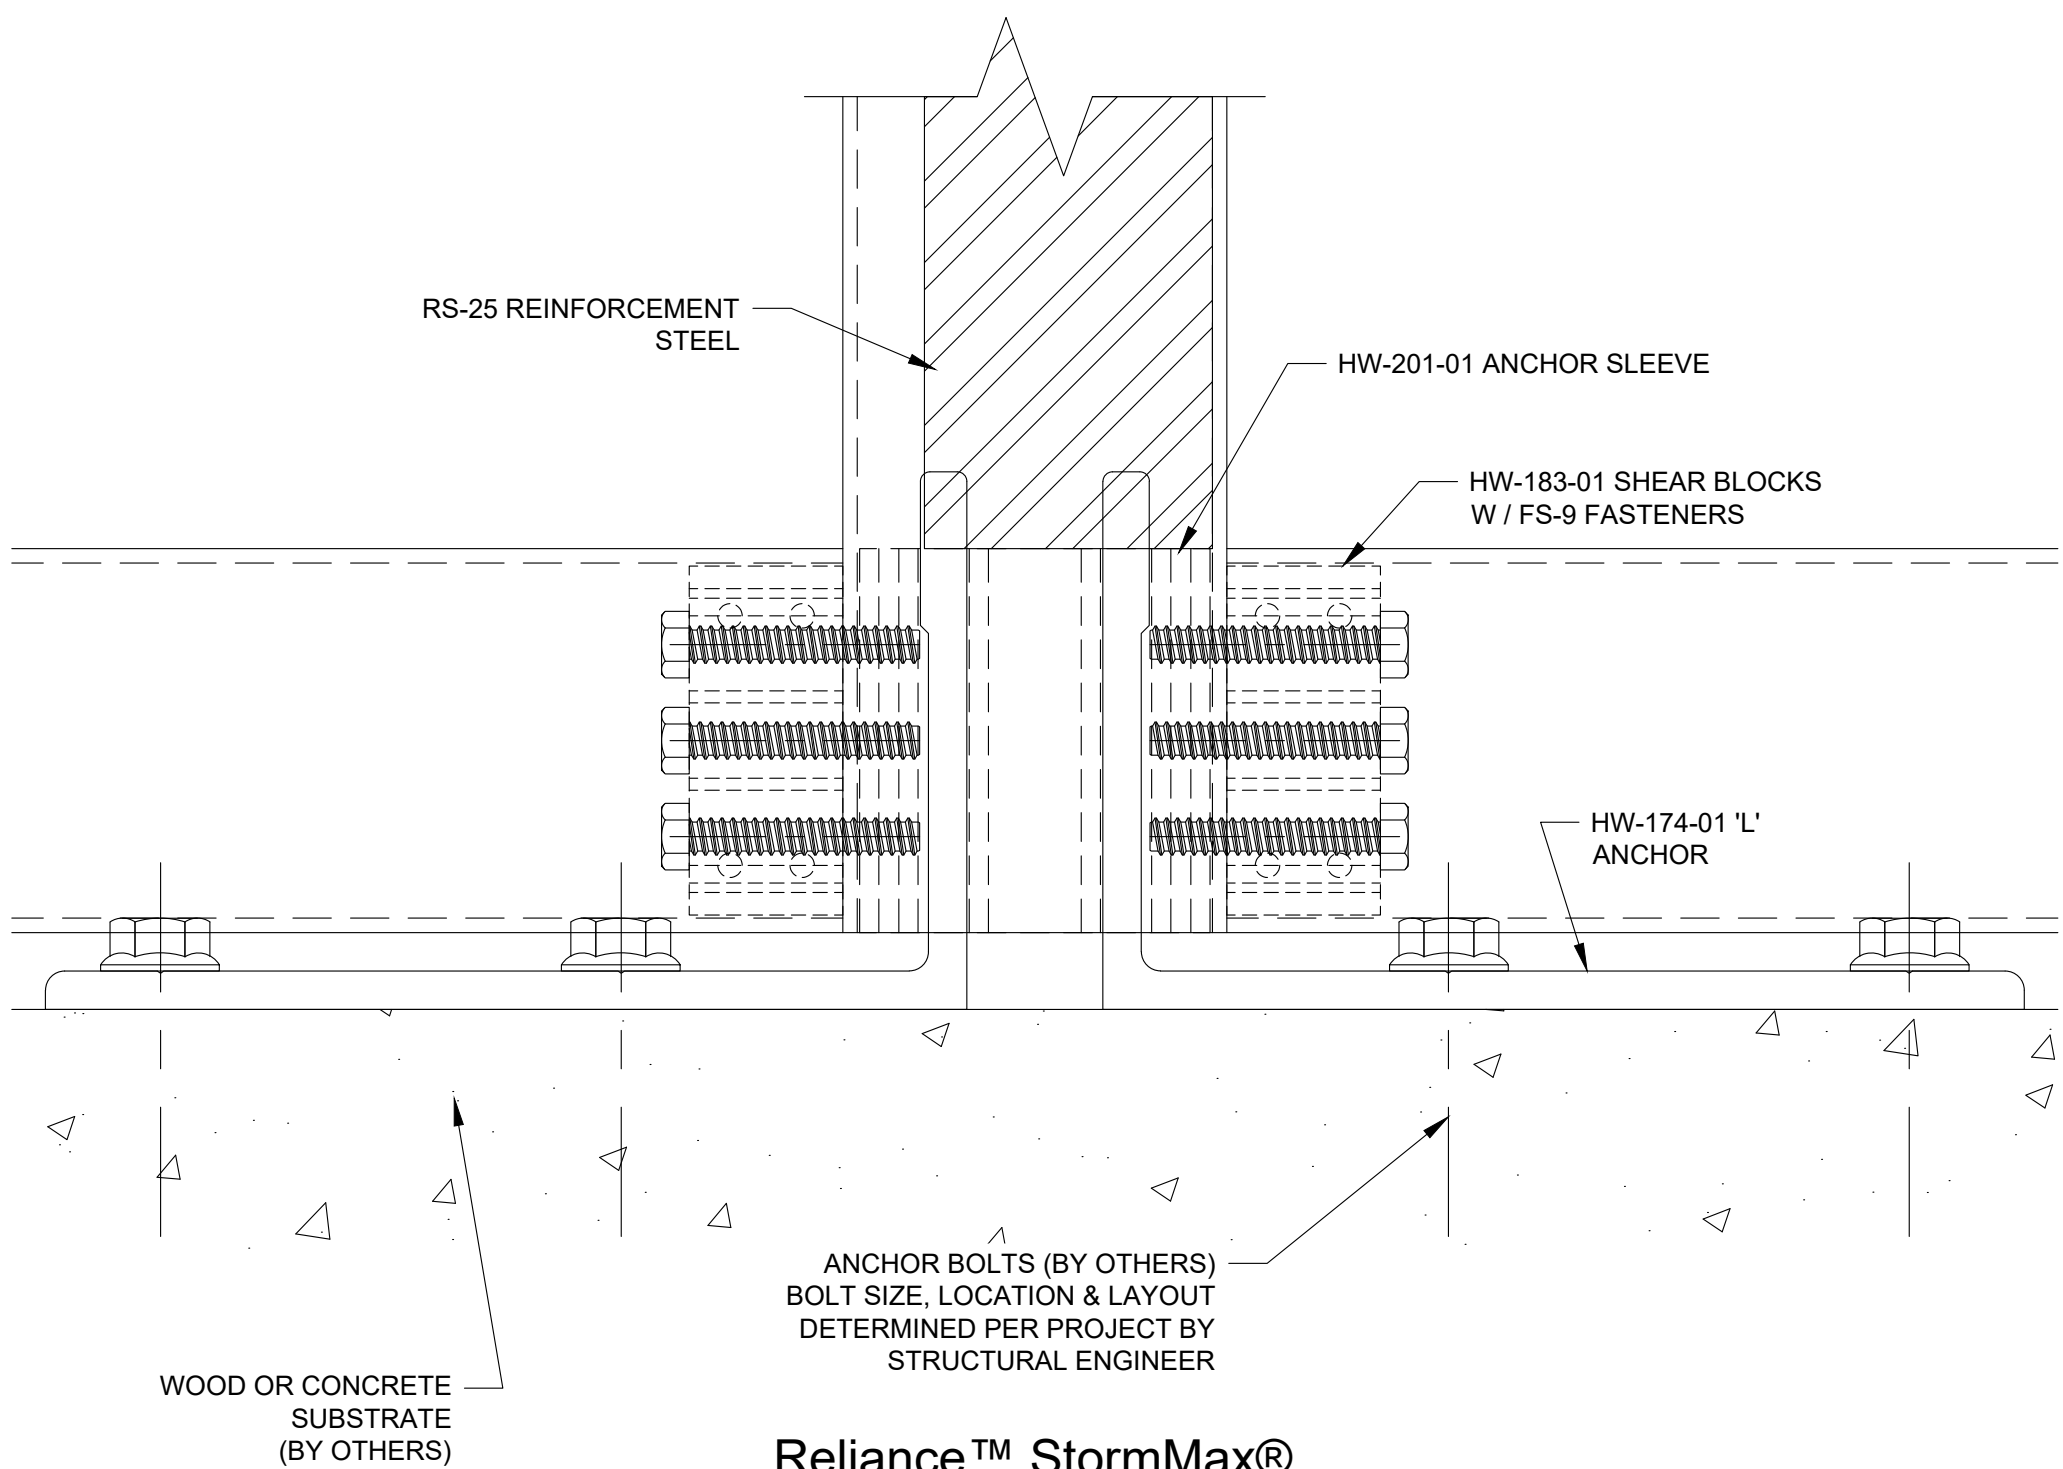 RS-25 REINFORCEMENT
STEEL
HW-201-01 ANCHOR SLEEVE
HW-183-01 SHEAR BLOCKS
W / FS-9 FASTENERS
HW-174-01 'L'
ANCHOR
ANCHOR BOLTS (BY OTHERS)
BOLT SIZE, LOCATION & LAYOUT
DETERMINED PER PROJECT BY
STRUCTURAL ENGINEER
WOOD OR CONCRETE
SUBSTRATE
(BY OTHERS)
Reliance™ StormMax®